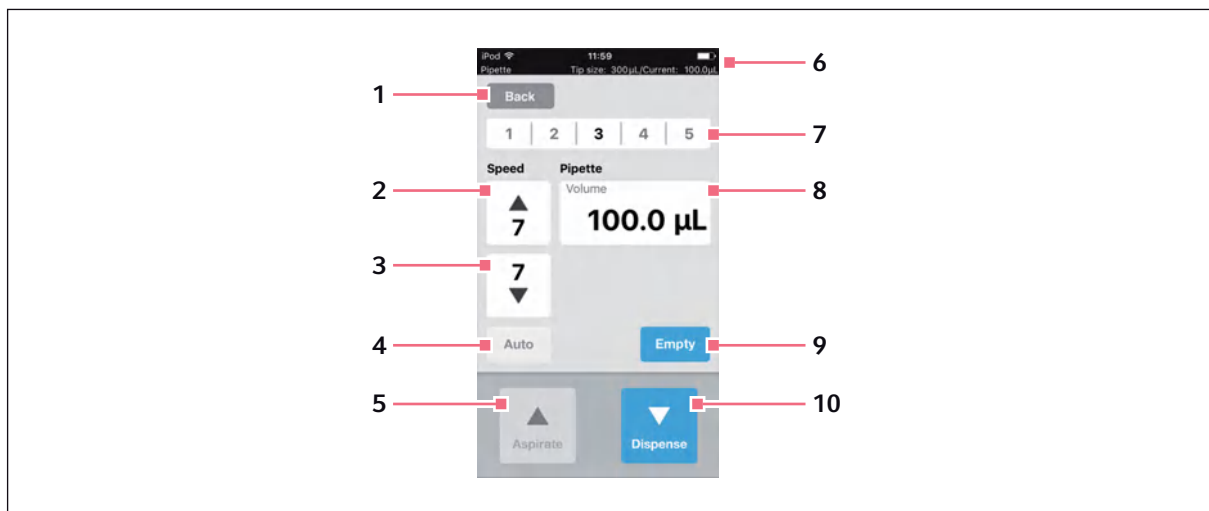 iPod 11:59
Pipette Tip size: 300µL/Current: 100.0µL
6
1
Back
1 2 3 4 5
7
Speed Pipette
2
▲
7
Volume
100.0 µL
8
3
7
▼
4
Auto
Empty
9
5
▲
Aspirate
▼
Dispense
10